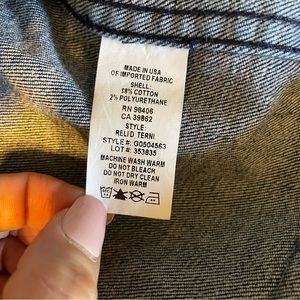 MADE IN USA
OF IMPORTED FABRIC
SHELL:
98% COTTON
2% POLYURETHANE
RN 98406
CA 39862
STYLE:
RELID TERNI
STYLE #: G0504563
LOT #: 353835
MACHINE WASH WARM
DO NOT BLEACH
DO NOT DRY CLEAN
IRON WARM